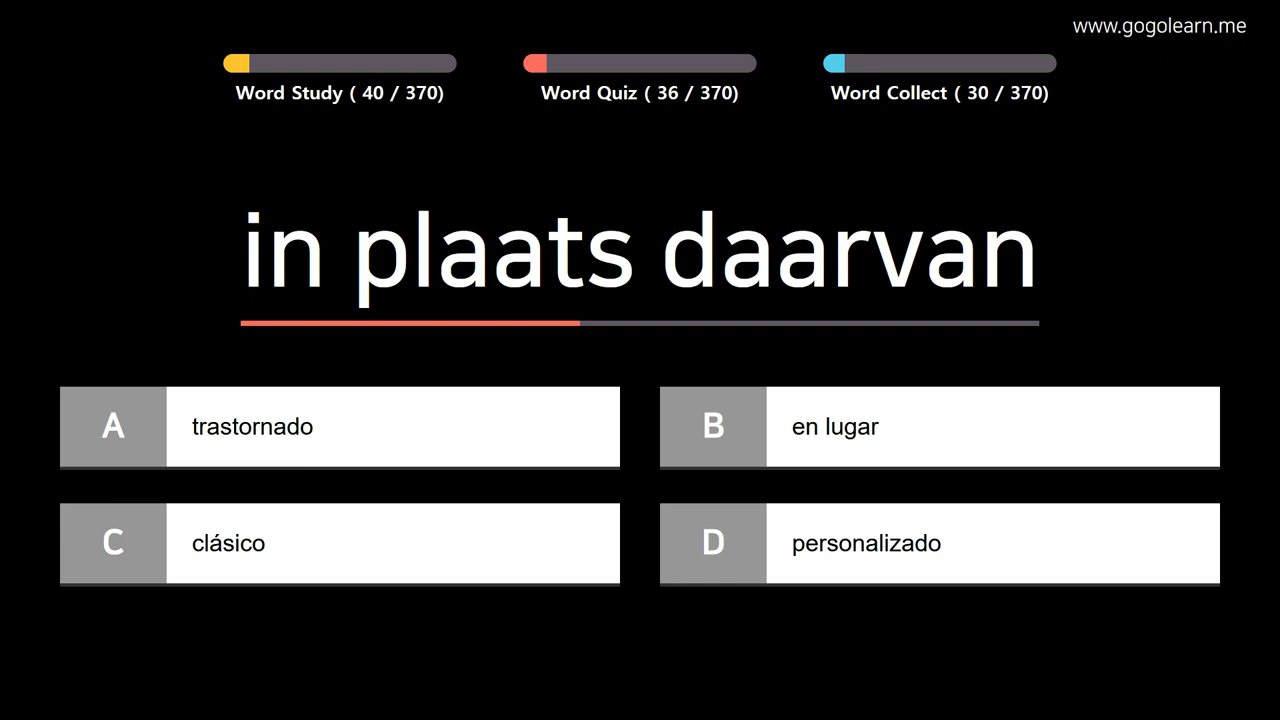 www.gogolearn.me
Word Study ( 40 / 370)
Word Quiz ( 36 / 370)
Word Collect ( 30 / 370)
in plaats daarvan
A trastornado
B en lugar
C clásico
D personalizado